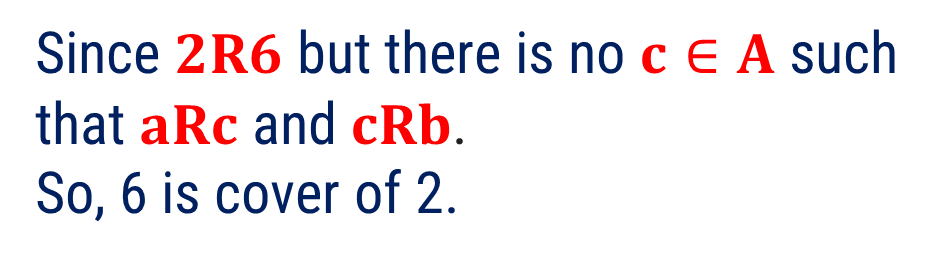 Since 2R6 but there is no c ∈ A such
that aRc and cRb.
So, 6 is cover of 2.